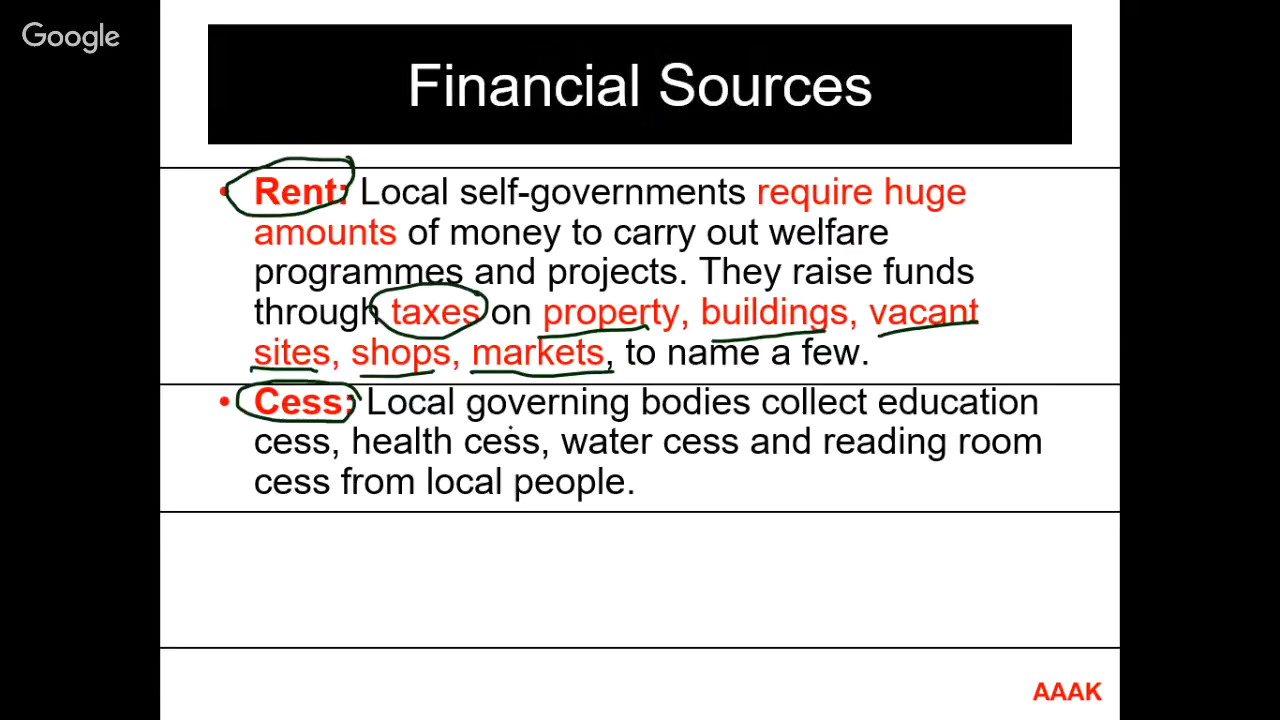 Google
Financial Sources
• Rent: Local self-governments require huge
amounts of money to carry out welfare
programmes and projects. They raise funds
through taxes on property, buildings, vacant
sites, shops, markets, to name a few.
• Cess: Local governing bodies collect education
cess, health cess, water cess and reading room
cess from local people.
AAAK